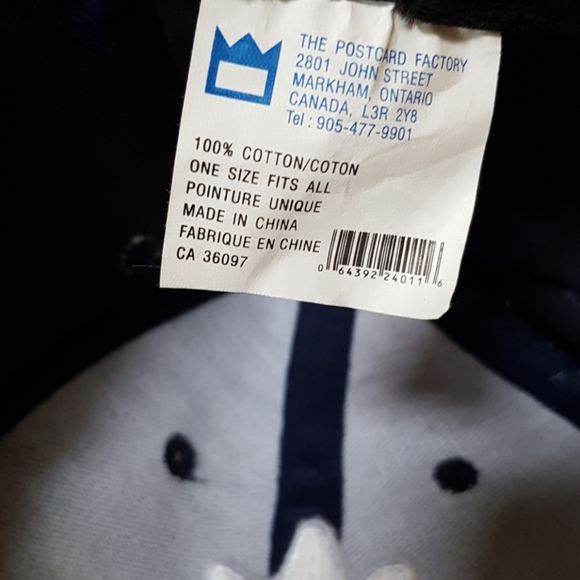 THE POSTCARD FACTORY
2801 JOHN STREET
MARKHAM, ONTARIO
CANADA, L3R 2Y8
Tel : 905-477-9901
100% COTTON/COTON
ONE SIZE FITS ALL
POINTURE UNIQUE
MADE IN CHINA
FABRIQUE EN CHINE
CA 36097
0 64392 24011 6